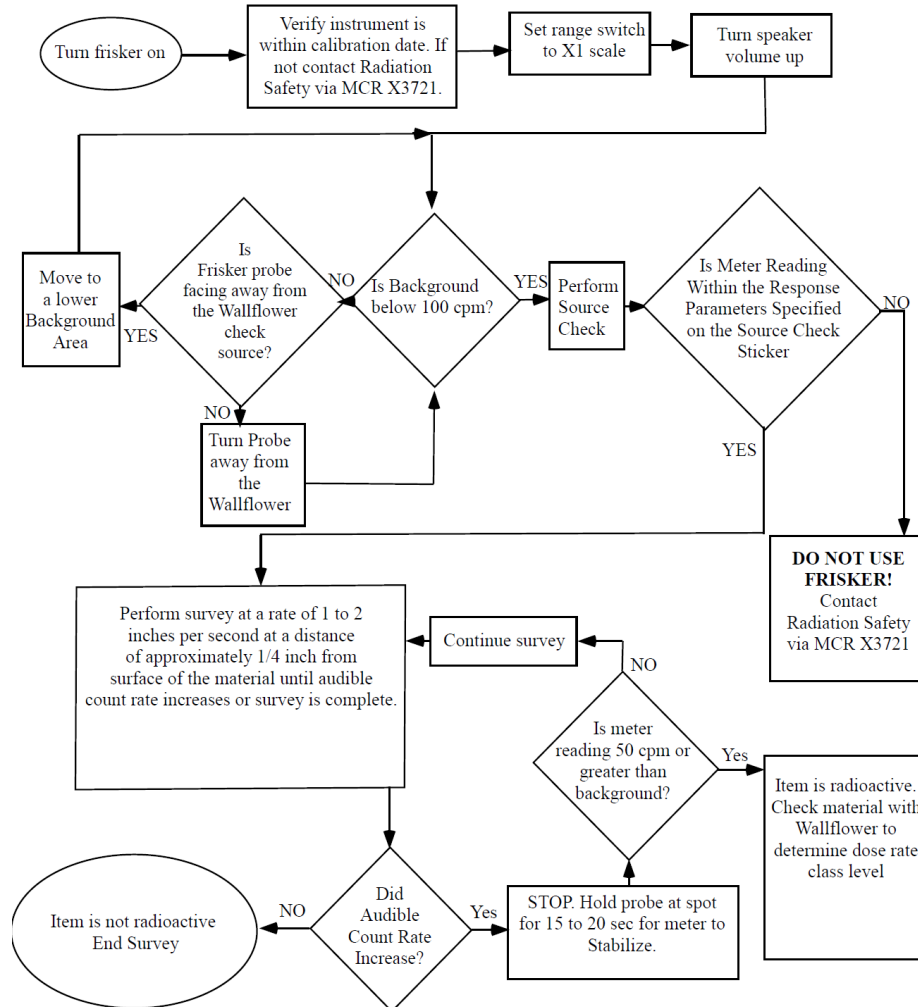 Turn frisker on
Verify instrument is
within calibration date. If
not contact Radiation
Safety via MCR X3721.
Set range switch
to X1 scale
Turn speaker
volume up
Move to
a lower
Background
Area
YES
Is
Frisker probe
facing away from
the Wallflower
check
source?
NO
Is Background
below 100 cpm?
YES
Perform
Source
Check
Is Meter Reading
Within the Response
Parameters Specified
on the Source Check
Sticker
NO
NO
Turn Probe
away from
the
Wallflower
YES
DO NOT USE
FRISKER!
Contact
Radiation Safety
via MCR X3721
Perform survey at a rate of 1 to 2
inches per second at a distance
of approximately 1/4 inch from
surface of the material until audible
count rate increases or survey is complete.
Continue survey
NO
Is meter
reading 50 cpm or
greater than
background?
Yes
Item is radioactive.
Check material with
Wallflower to
determine dose rate
class level
Item is not radioactive
End Survey
NO
Did
Audible
Count Rate
Increase?
Yes
STOP. Hold probe at spot
for 15 to 20 sec for meter to
Stabilize.